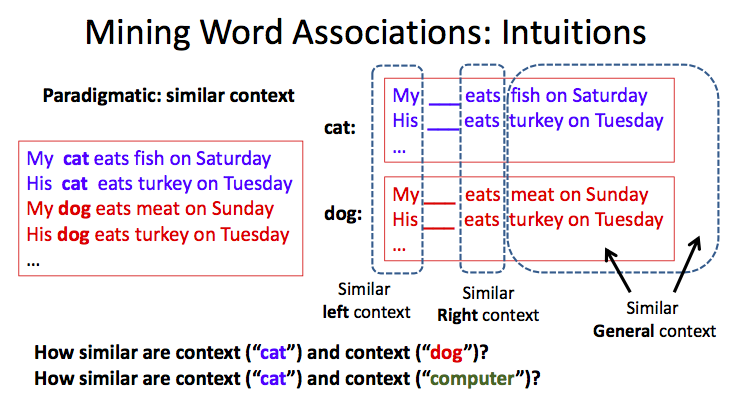 Mining Word Associations: Intuitions
Paradigmatic: similar context
My cat eats fish on Saturday
His cat eats turkey on Tuesday
My dog eats meat on Sunday
His dog eats turkey on Tuesday
…
cat:
My ___ eats fish on Saturday
His ___ eats turkey on Tuesday
…
dog:
My ___ eats meat on Sunday
His ___ eats turkey on Tuesday
…
Similar
left context
Similar
Right context
Similar
General context
How similar are context (“cat”) and context (“dog”)?
How similar are context (“cat”) and context (“computer”)?